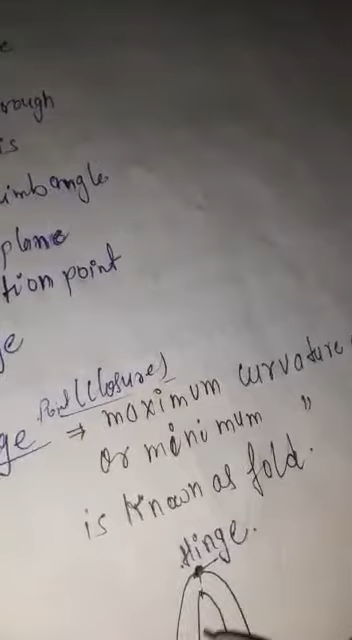 e
rough
is
imb angle
plane
tion point
ge
ge Point (closure)
⇒ maximum curvature
or minimum "
is known as fold.
Hinge.